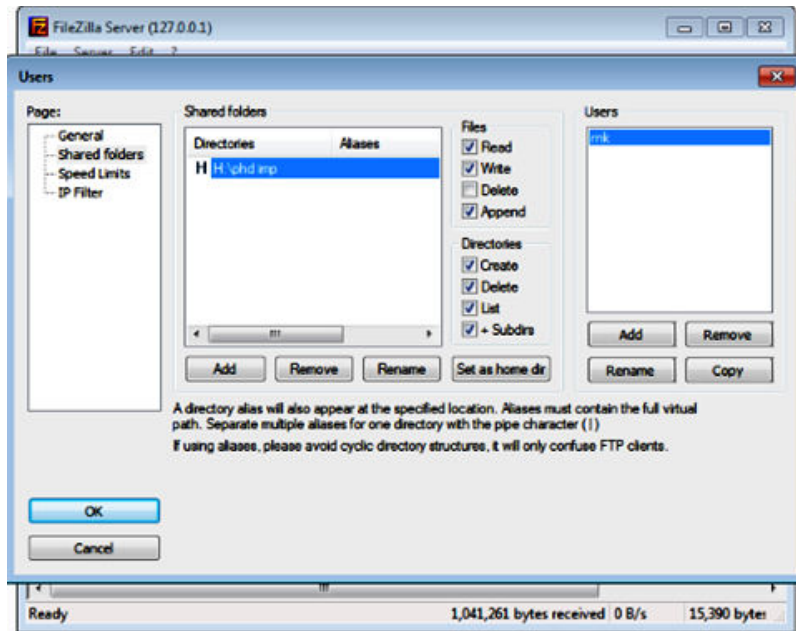 FileZilla Server (127.0.0.1)
File Server Edit ?
Users
Page:
General
Shared folders
Speed Limits
IP Filter
Shared folders
Directories Aliases
H H:\phd imp
Files
Read
Write
Delete
Append
Directories
Create
Delete
List
+ Subdirs
Add Remove Rename Set as home dir
Users
Add Remove
Rename Copy
A directory alias will also appear at the specified location. Aliases must contain the full virtual
path. Separate multiple aliases for one directory with the pipe character (|)
If using aliases, please avoid cyclic directory structures, it will only confuse FTP clients.
OK
Cancel
Ready 1,041,261 bytes received 0 B/s 15,390 bytes